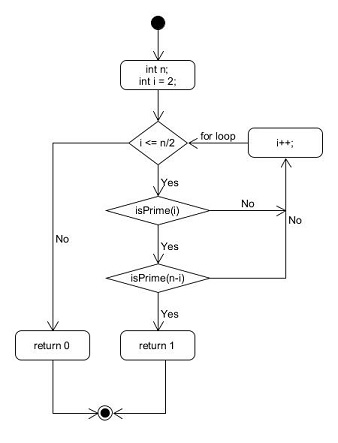 int n;
int i = 2;
i <= n/2
for loop
i++;
Yes
isPrime(i)
No
No
Yes
No
isPrime(n-i)
Yes
return 0
return 1